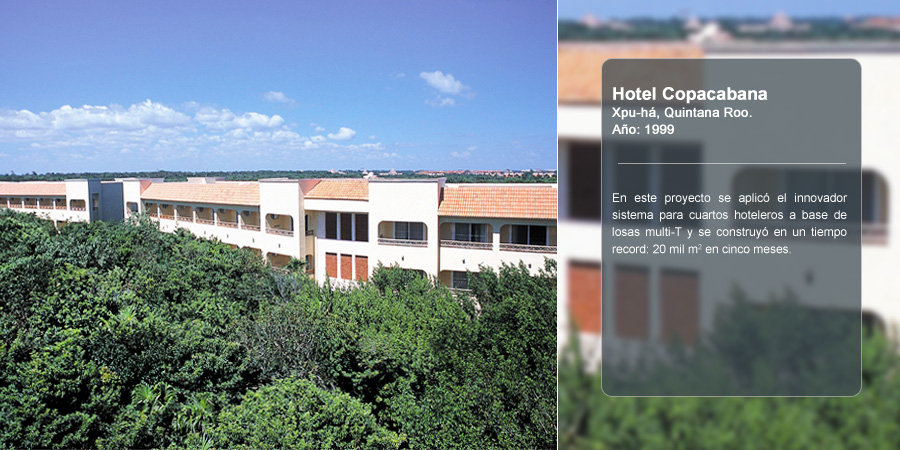 Hotel Copacabana
Xpu-há, Quintana Roo.
Año: 1999
En este proyecto se aplicó el innovador
sistema para cuartos hoteleros a base de
losas multi-T y se construyó en un tiempo
record: 20 mil m² en cinco meses.